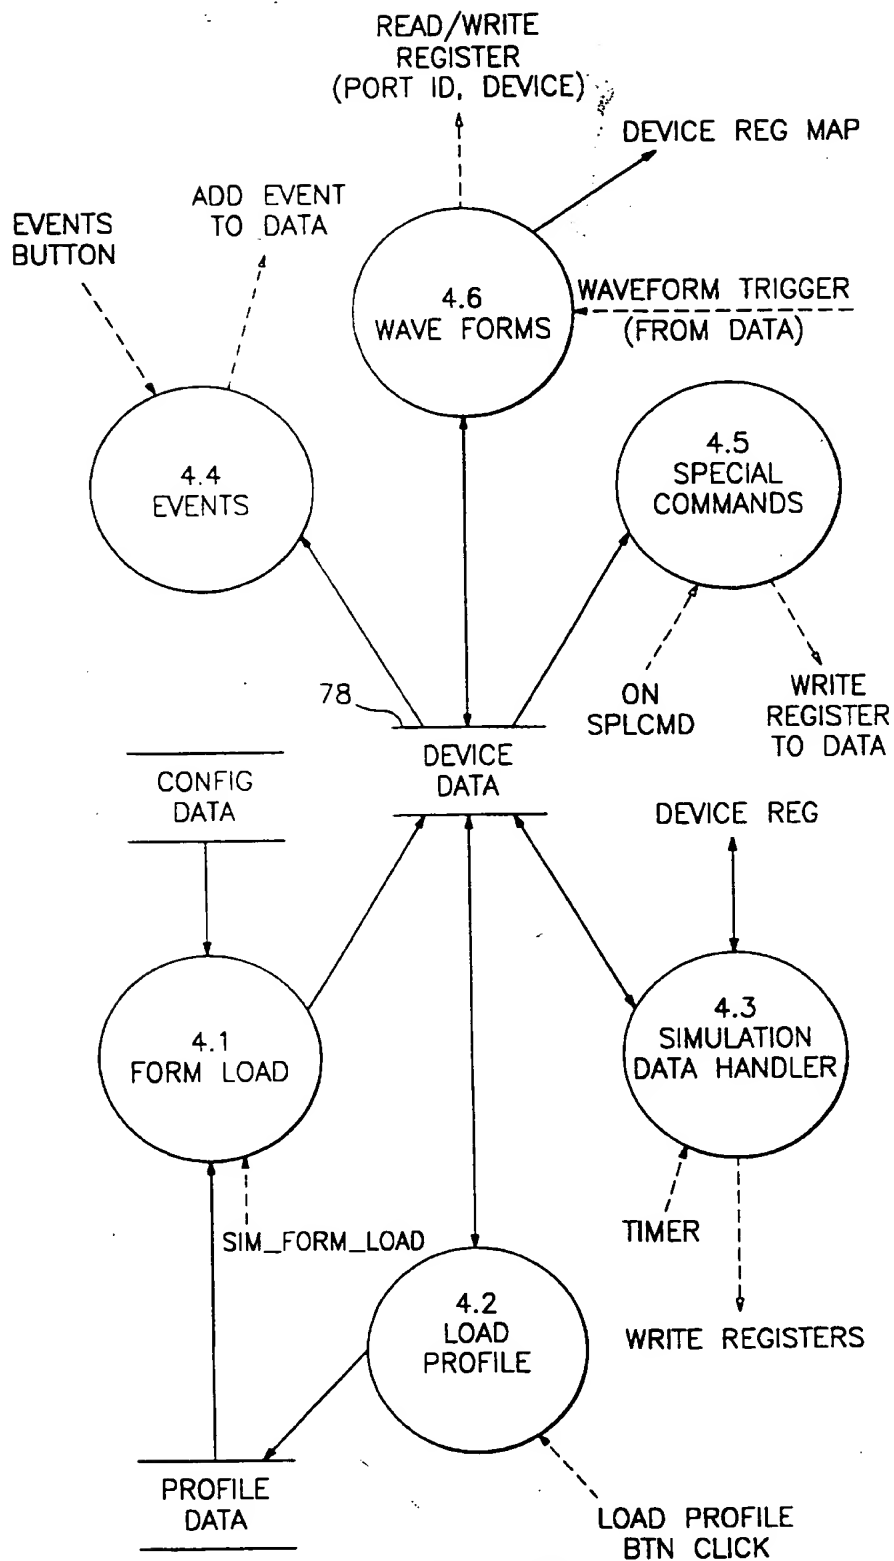 READ/WRITE
REGISTER
(PORT ID, DEVICE)
DEVICE REG MAP
ADD EVENT
TO DATA
EVENTS
BUTTON
4.6
WAVE FORMS
WAVEFORM TRIGGER
(FROM DATA)
4.4
EVENTS
4.5
SPECIAL
COMMANDS
ON
SPLCMD
WRITE
REGISTER
TO DATA
78
DEVICE
DATA
CONFIG
DATA
DEVICE REG
4.1
FORM LOAD
4.3
SIMULATION
DATA HANDLER
SIM_FORM_LOAD
TIMER
4.2
LOAD
PROFILE
WRITE REGISTERS
PROFILE
DATA
LOAD PROFILE
BTN CLICK